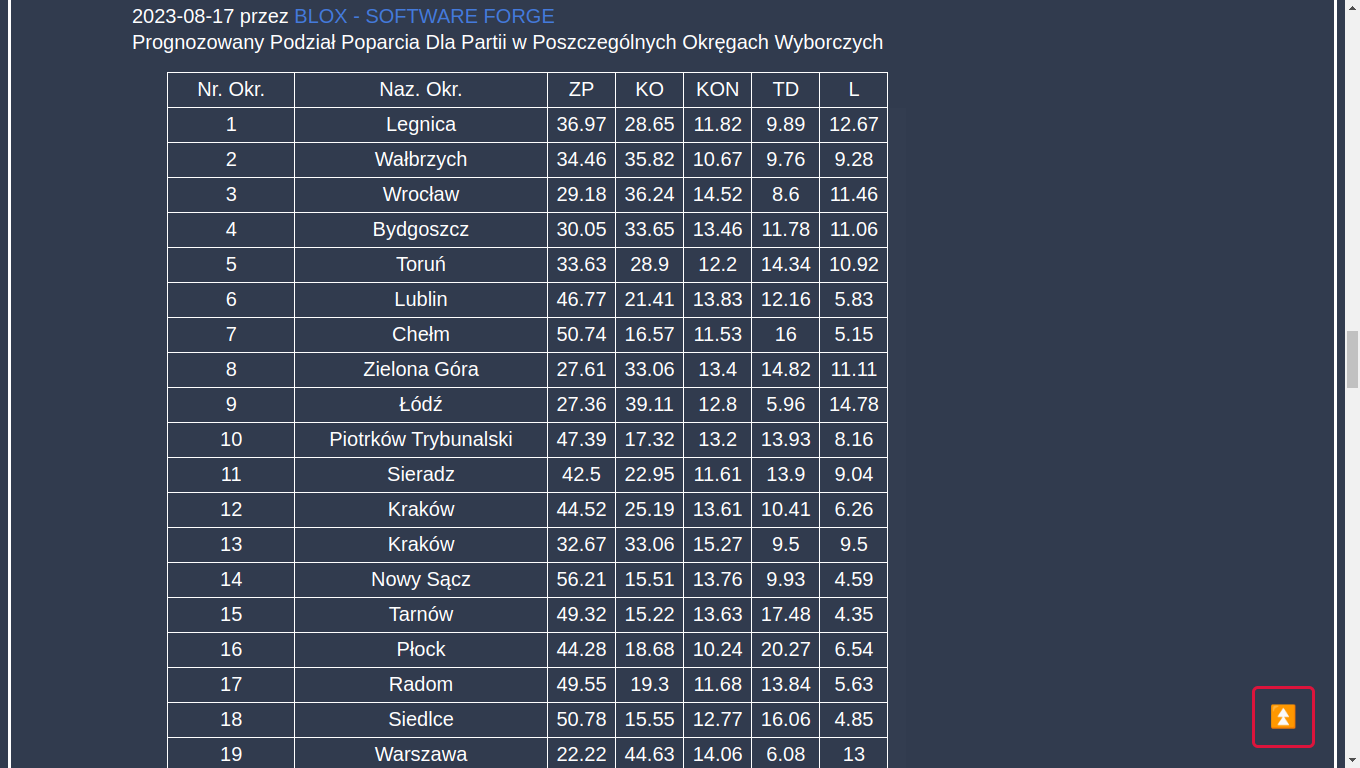 2023-08-17 przez BLOX - SOFTWARE FORGE
Prognozowany Podział Poparcia Dla Partii w Poszczególnych Okręgach Wyborczych
Nr. Okr. Naz. Okr. ZP KO KON TD L
1 Legnica 36.97 28.65 11.82 9.89 12.67
2 Wałbrzych 34.46 35.82 10.67 9.76 9.28
3 Wrocław 29.18 36.24 14.52 8.6 11.46
4 Bydgoszcz 30.05 33.65 13.46 11.78 11.06
5 Toruń 33.63 28.9 12.2 14.34 10.92
6 Lublin 46.77 21.41 13.83 12.16 5.83
7 Chełm 50.74 16.57 11.53 16 5.15
8 Zielona Góra 27.61 33.06 13.4 14.82 11.11
9 Łódź 27.36 39.11 12.8 5.96 14.78
10 Piotrków Trybunalski 47.39 17.32 13.2 13.93 8.16
11 Sieradz 42.5 22.95 11.61 13.9 9.04
12 Kraków 44.52 25.19 13.61 10.41 6.26
13 Kraków 32.67 33.06 15.27 9.5 9.5
14 Nowy Sącz 56.21 15.51 13.76 9.93 4.59
15 Tarnów 49.32 15.22 13.63 17.48 4.35
16 Płock 44.28 18.68 10.24 20.27 6.54
17 Radom 49.55 19.3 11.68 13.84 5.63
18 Siedlce 50.78 15.55 12.77 16.06 4.85
19 Warszawa 22.22 44.63 14.06 6.08 13